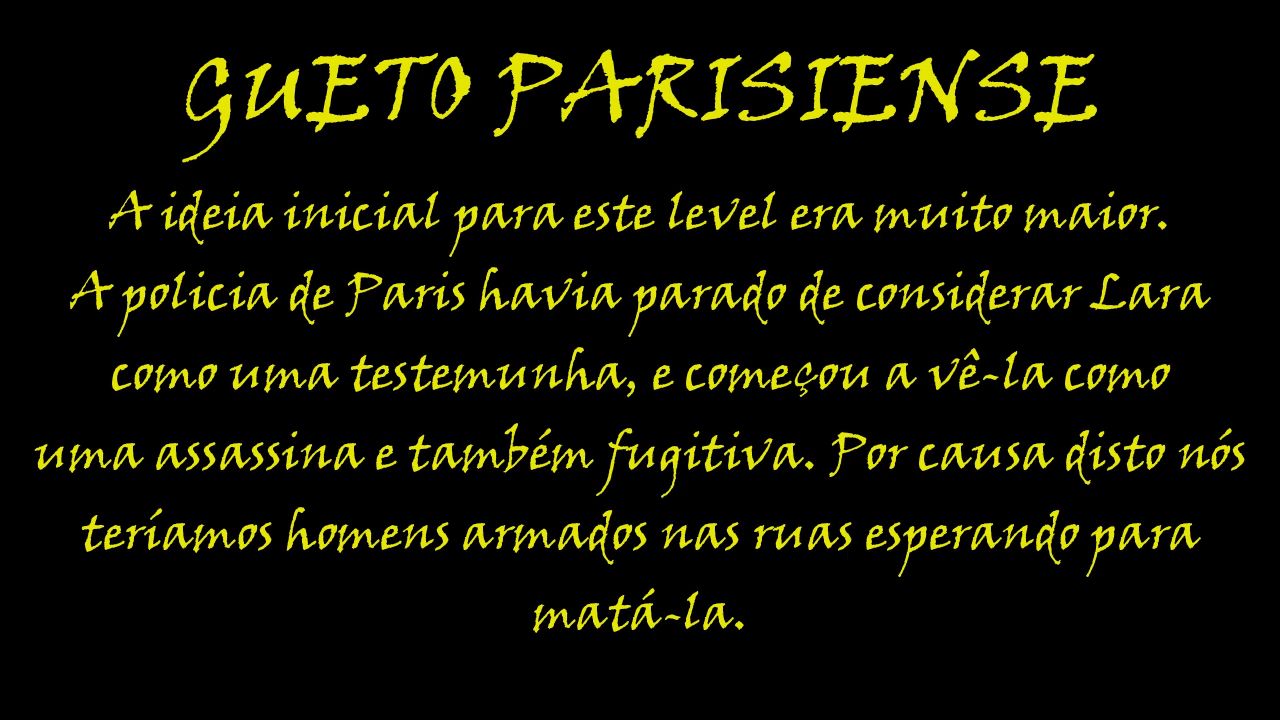 GUETO PARISIENSE
A ideia inicial para este level era muito maior.
A policia de Paris havia parado de considerar Lara
como uma testemunha, e começou a vê-la como
uma assassina e também fugitiva. Por causa disto nós
teríamos homens armados nas ruas esperando para
matá-la.